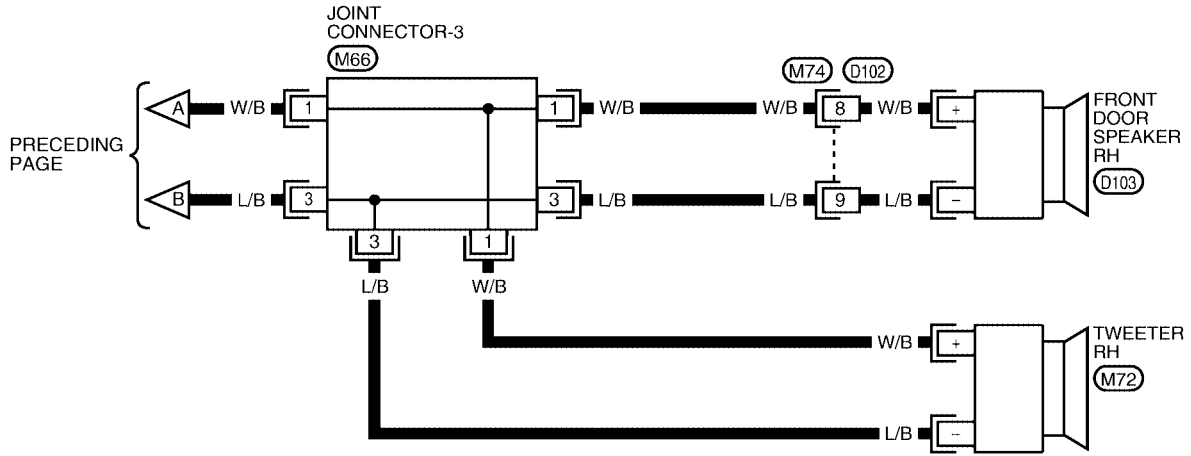 JOINT
CONNECTOR-3
M66
M74 D102
PRECEDING
PAGE
A W/B 1 1 W/B W/B 8 W/B +
FRONT
DOOR
SPEAKER
RH
D103
B L/B 3 3 L/B L/B 9 L/B –
3 1
L/B W/B
W/B +
TWEETER
RH
M72
L/B –